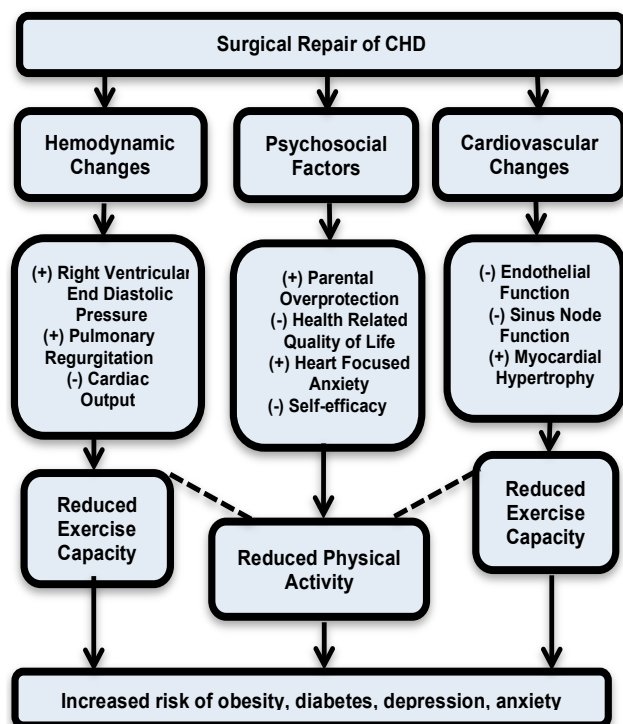 Surgical Repair of CHD
Hemodynamic
Changes
Psychosocial
Factors
Cardiovascular
Changes
(+) Right Ventricular
End Diastolic
Pressure
(+) Pulmonary
Regurgitation
(-) Cardiac
Output
(+) Parental
Overprotection
(-) Health Related
Quality of Life
(+) Heart Focused
Anxiety
(-) Self-efficacy
(-) Endothelial
Function
(-) Sinus Node
Function
(+) Myocardial
Hypertrophy
Reduced
Exercise
Capacity
Reduced Physical
Activity
Reduced
Exercise
Capacity
Increased risk of obesity, diabetes, depression, anxiety